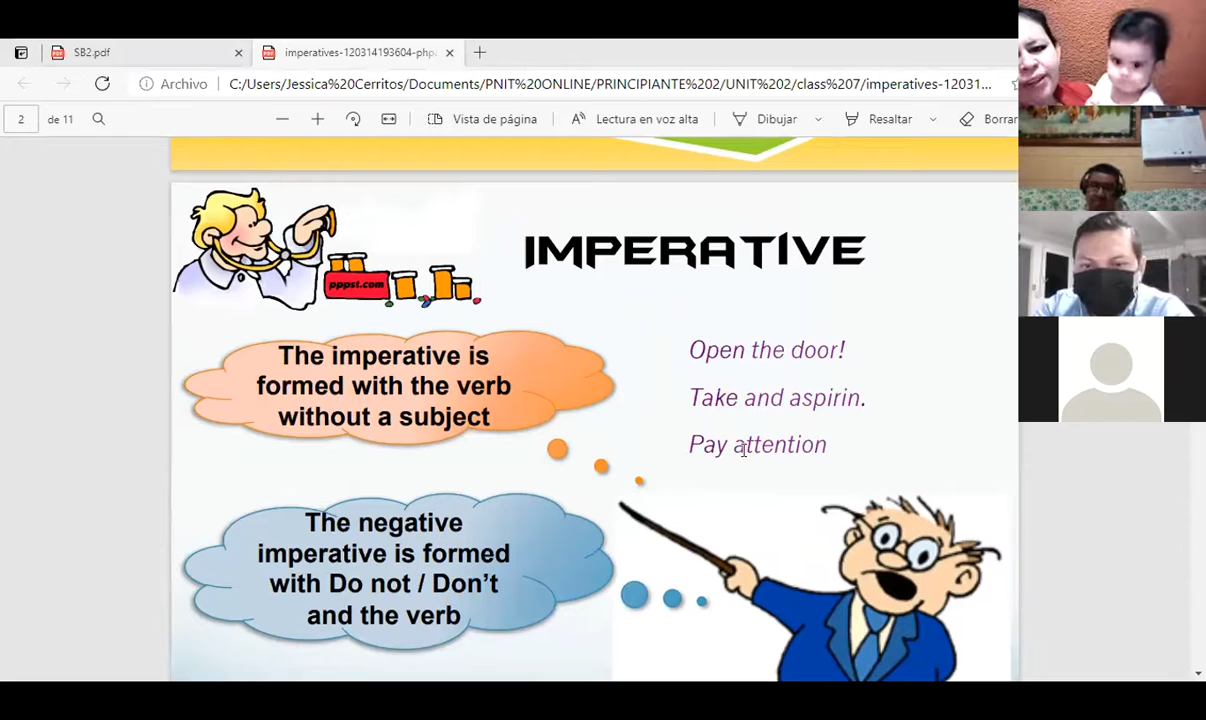 SB2.pdf
imperatives-120314193604-php
Archivo
C:/Users/Jessica%20Cerritos/Documents/PNIT%20ONLINE/PRINCIPIANTE%202/UNIT%202/class%207/imperatives-12031...
2
de 11
Vista de página
Lectura en voz alta
Dibujar
Resaltar
Borrar
pppst.com
IMPERATIVE
The imperative is
formed with the verb
without a subject
Open the door!
Take and aspirin.
Pay attention
The negative
imperative is formed
with Do not / Don't
and the verb